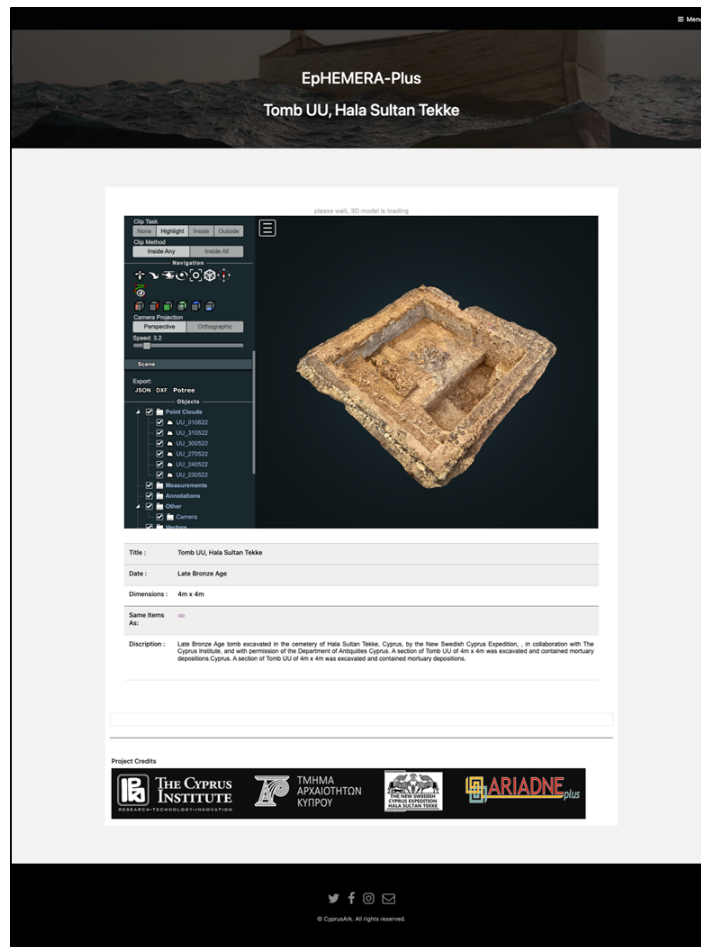 ≡ Menu
EpHEMERA-Plus
Tomb UU, Hala Sultan Tekke
please wait, 3D model is loading
Clip Task
None Highlight Inside Outside
Clip Method
Inside Any Inside All
Navigation
Camera Projection
Perspective Orthographic
Speed: 3.2
Scene
Export:
JSON DXF Potree
Objects
Point Clouds
UU_010622
UU_310522
UU_300522
UU_270522
UU_240522
UU_230522
Measurements
Annotations
Other
Camera
Vectors
Title : Tomb UU, Hala Sultan Tekke
Date : Late Bronze Age
Dimensions : 4m x 4m
Same Items
As:
Discription : Late Bronze Age tomb excavated in the cemetery of Hala Sultan Tekke, Cyprus, by the New Swedish Cyprus Expedition, , in collaboration with The
Cyprus Institute, and with permission of the Department of Antiquities Cyprus. A section of Tomb UU of 4m x 4m was excavated and contained mortuary
depositions.Cyprus. A section of Tomb UU of 4m x 4m was excavated and contained mortuary depositions.
Project Credits
THE CYPRUS
INSTITUTE
RESEARCH•TECHNOLOGY•INNOVATION
ΤΜΗΜΑ
ΑΡΧΑΙΟΤΗΤΩΝ
ΚΥΠΡΟΥ
THE NEW SWEDISH
CYPRUS EXPEDITION
HALA SULTAN TEKKE
ARIADNEplus
© CyprusArk. All rights reserved.